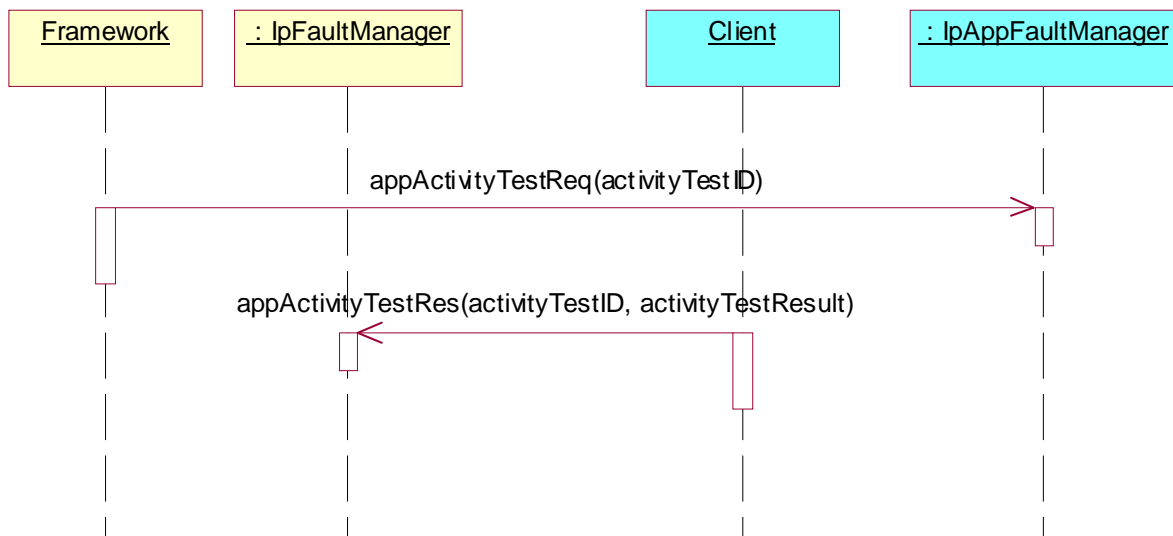 Framework
: IpFaultManager
Client
: IpAppFaultManager
appActivityTestReq(activityTestID)
appActivityTestRes(activityTestID, activityTestResult)